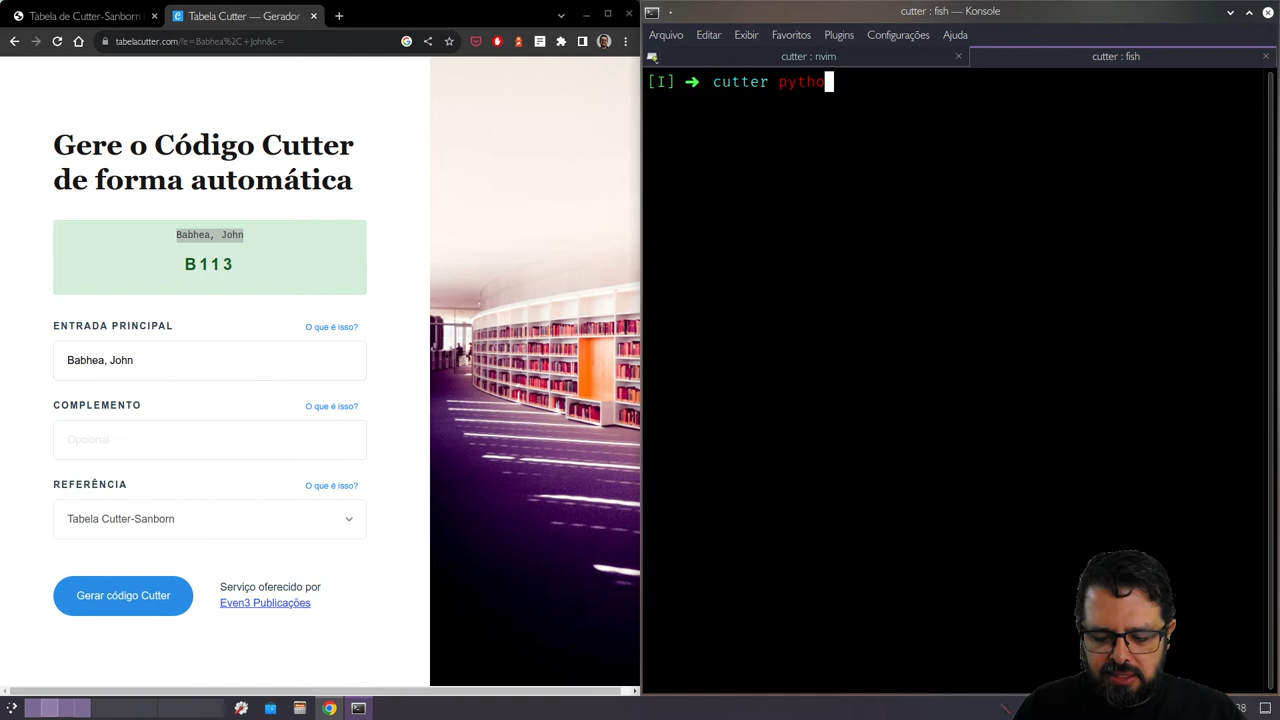 Tabela de Cutter-Sanborn
Tabela Cutter — Gerador
tabelacutter.com/?e=Babhea%2C+John&c=
Gere o Código Cutter
de forma automática
Babhea, John
B113
ENTRADA PRINCIPAL
O que é isso?
Babhea, John
COMPLEMENTO
O que é isso?
Opcional
REFERÊNCIA
O que é isso?
Tabela Cutter-Sanborn
Gerar código Cutter
Serviço oferecido por
Even3 Publicações
cutter : fish — Konsole
Arquivo Editar Exibir Favoritos Plugins Configurações Ajuda
cutter : nvim
cutter : fish
[I] ➜ cutter pytho